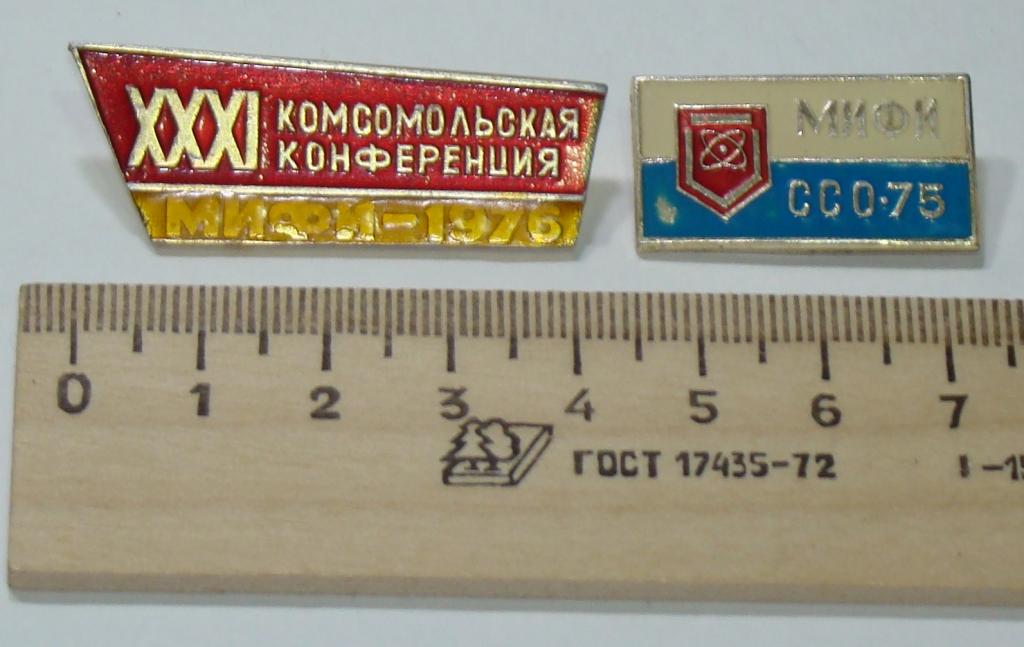 XXXI КОМСОМОЛЬСКАЯ
КОНФЕРЕНЦИЯ
МИФИ-1976
МИФИ
ССО·75
0 1 2 3 4 5 6 7
ГОСТ 17435-72